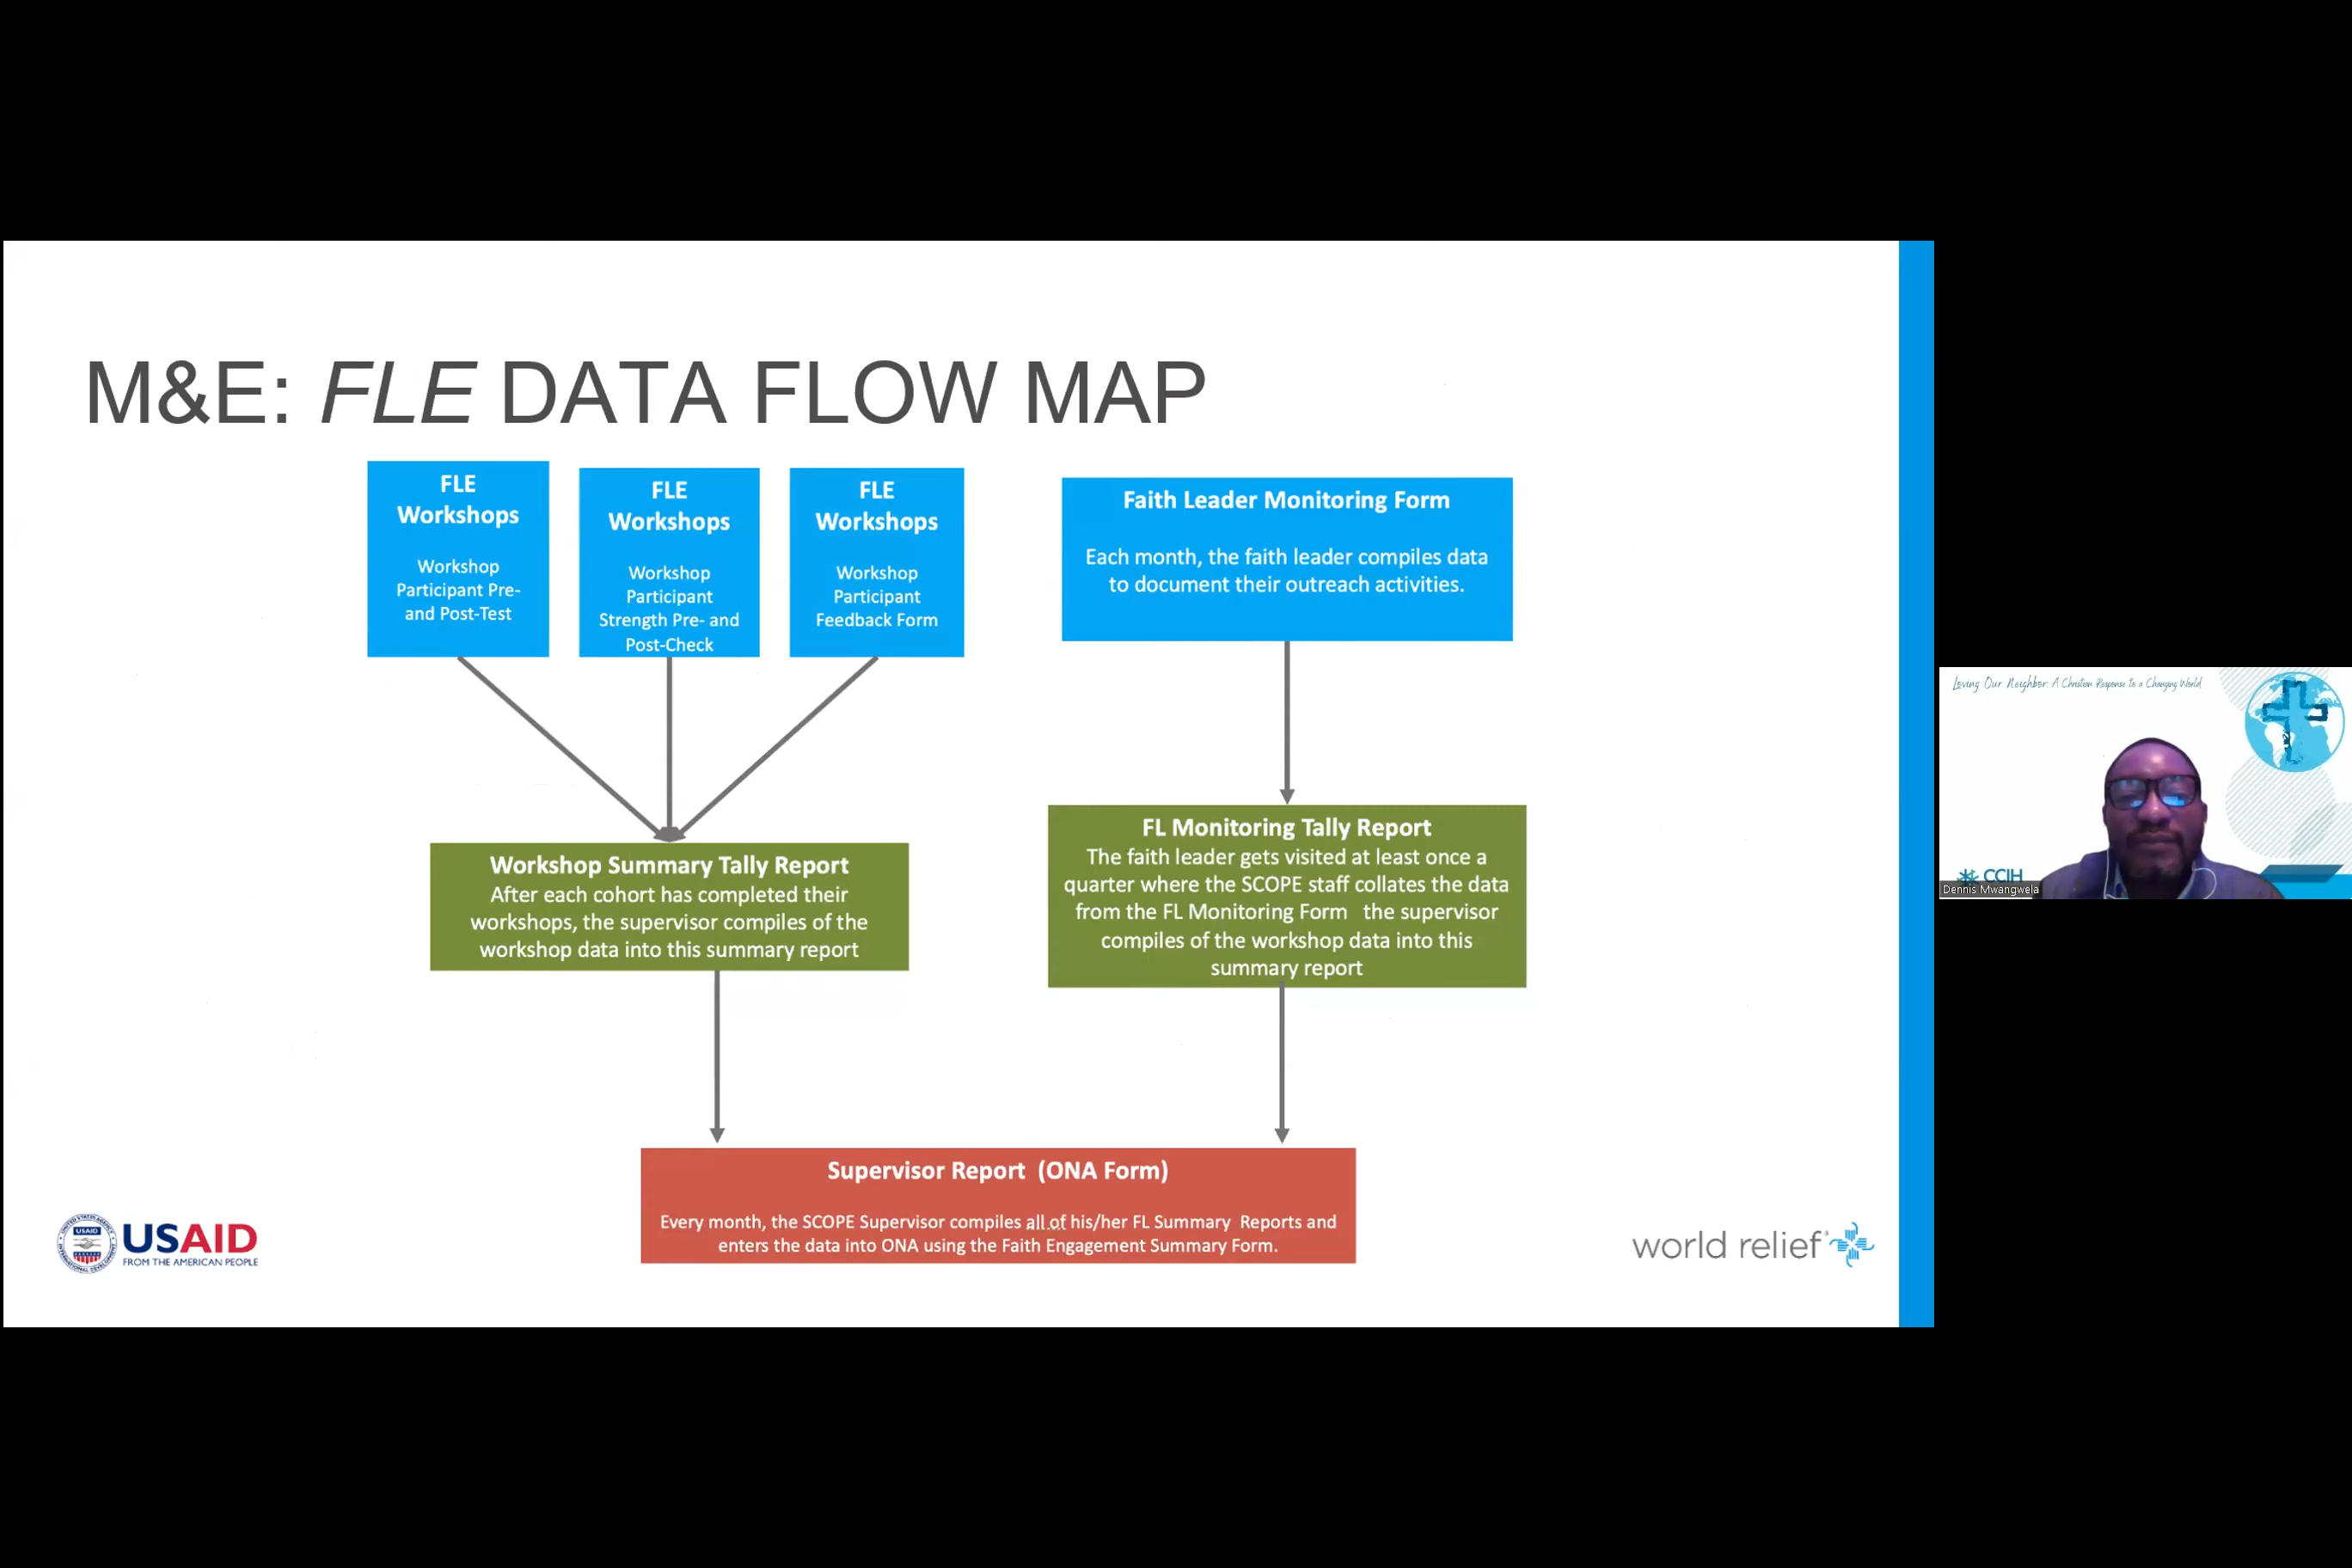 M&E: FLE DATA FLOW MAP
FLE
Workshops
Workshop
Participant Pre-
and Post-Test
FLE
Workshops
Workshop
Participant
Strength Pre- and
Post-Check
FLE
Workshops
Workshop
Participant
Feedback Form
Faith Leader Monitoring Form
Each month, the faith leader compiles data
to document their outreach activities.
Workshop Summary Tally Report
After each cohort has completed their
workshops, the supervisor compiles of the
workshop data into this summary report
FL Monitoring Tally Report
The faith leader gets visited at least once a
quarter where the SCOPE staff collates the data
from the FL Monitoring Form the supervisor
compiles of the workshop data into this
summary report
Supervisor Report (ONA Form)
Every month, the SCOPE Supervisor compiles all of his/her FL Summary Reports and
enters the data into ONA using the Faith Engagement Summary Form.
USAID
USAID
FROM THE AMERICAN PEOPLE
world relief
Loving Our Neighbor: A Christian Response to a Changing World
CCIH
Dennis Mwangwela